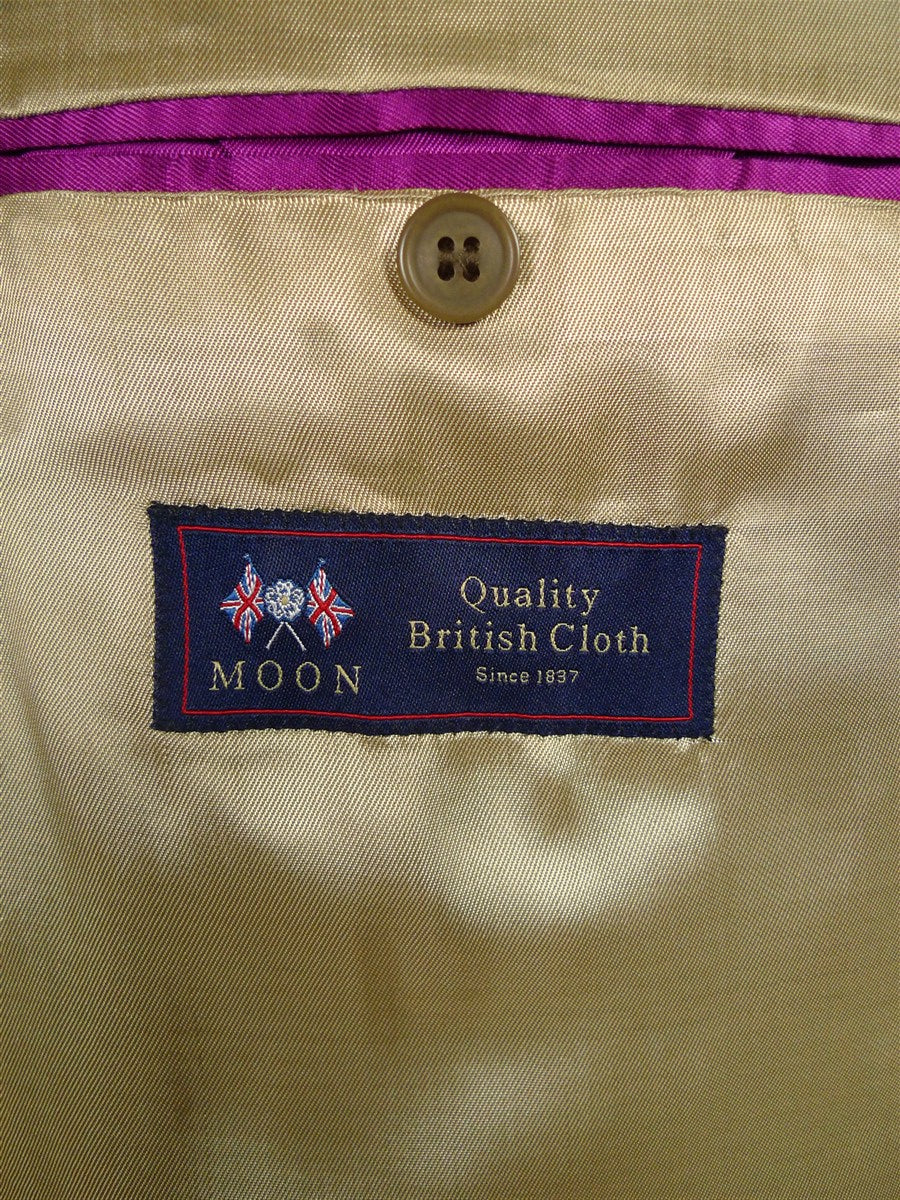 MOON
Quality
British Cloth
Since 1837